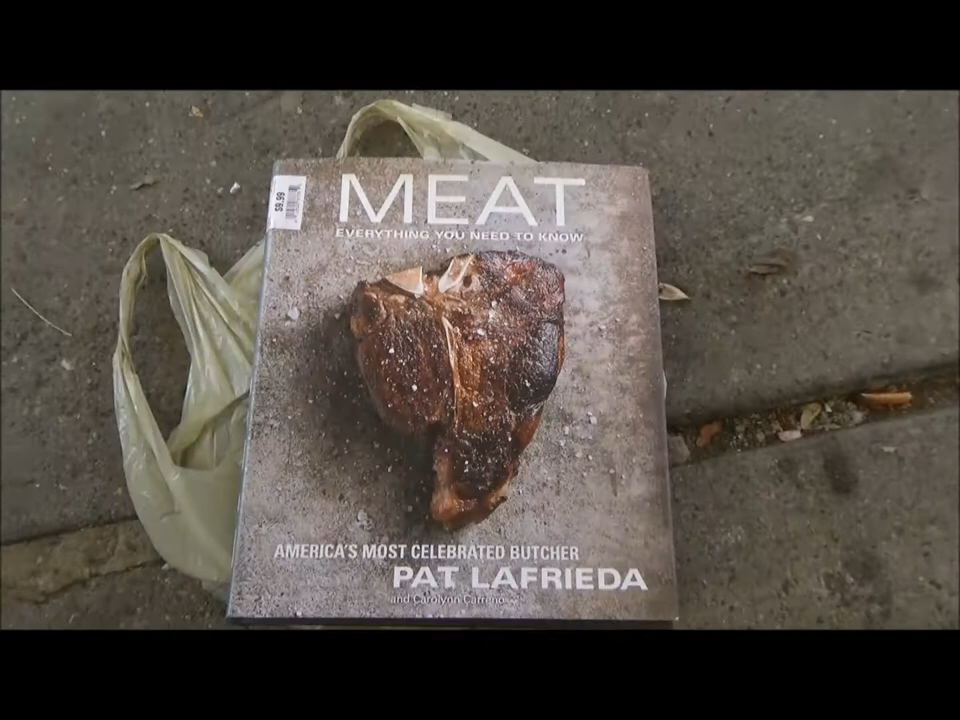 MEAT
EVERYTHING YOU NEED TO KNOW
$9.99
AMERICA'S MOST CELEBRATED BUTCHER
PAT LAFRIEDA
and Carolynn Carreño